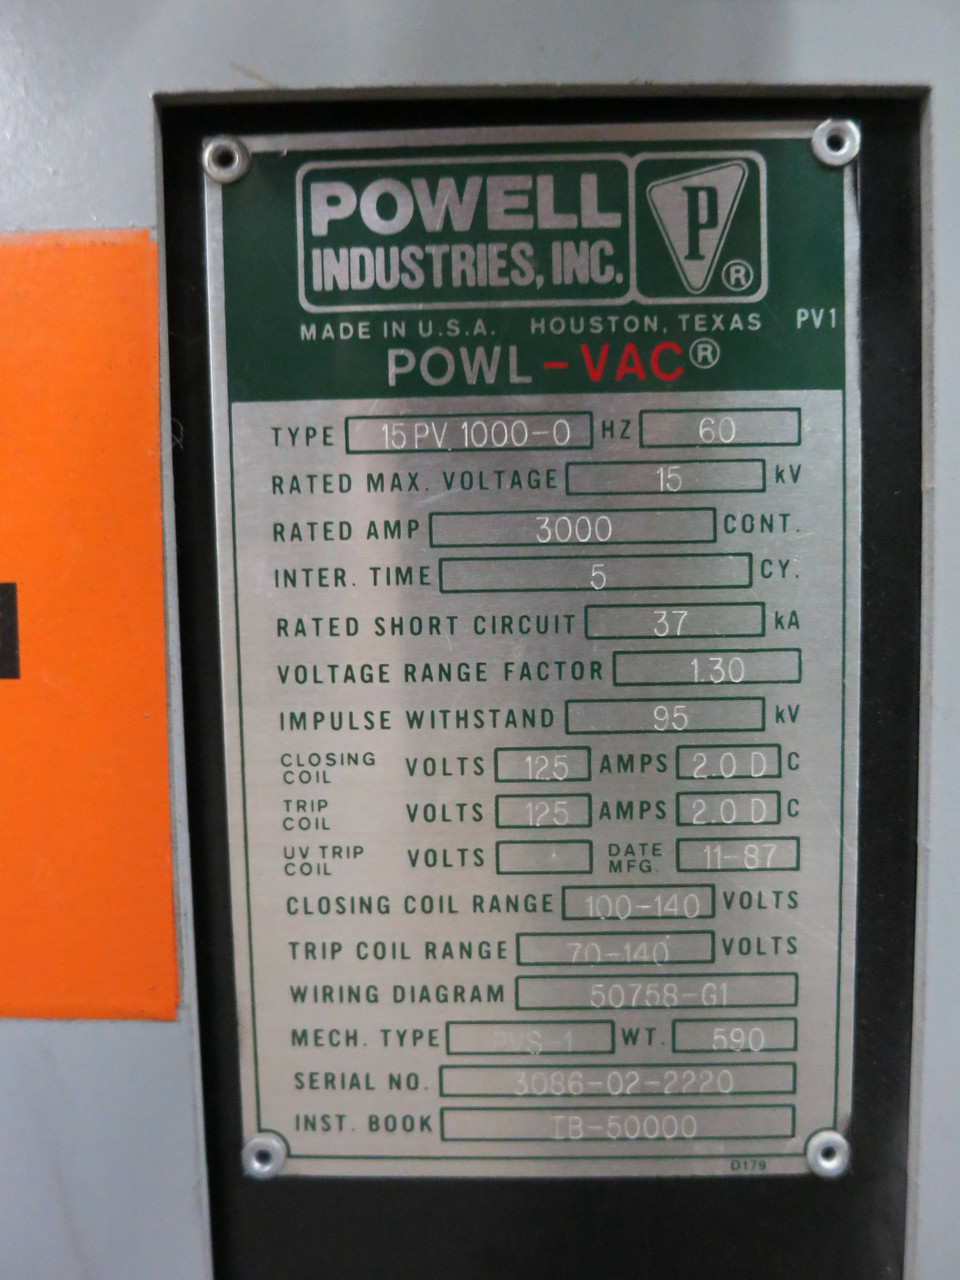 POWELL
INDUSTRIES, INC.
P ®
MADE IN U.S.A. HOUSTON, TEXAS PV1
POWL-VAC®
TYPE 15PV 1000-0 HZ 60
RATED MAX. VOLTAGE 15 kV
RATED AMP 3000 CONT.
INTER. TIME 5 CY.
RATED SHORT CIRCUIT 37 kA
VOLTAGE RANGE FACTOR 1.30
IMPULSE WITHSTAND 95 kV
CLOSING COIL VOLTS 125 AMPS 2.0 D C
TRIP COIL VOLTS 125 AMPS 2.0 D C
UV TRIP COIL VOLTS - DATE MFG. 11-87
CLOSING COIL RANGE 100-140 VOLTS
TRIP COIL RANGE 70-140 VOLTS
WIRING DIAGRAM 50758-G1
MECH. TYPE PVS-1 WT. 590
SERIAL NO. 3086-02-2220
INST. BOOK IB-50000
D179